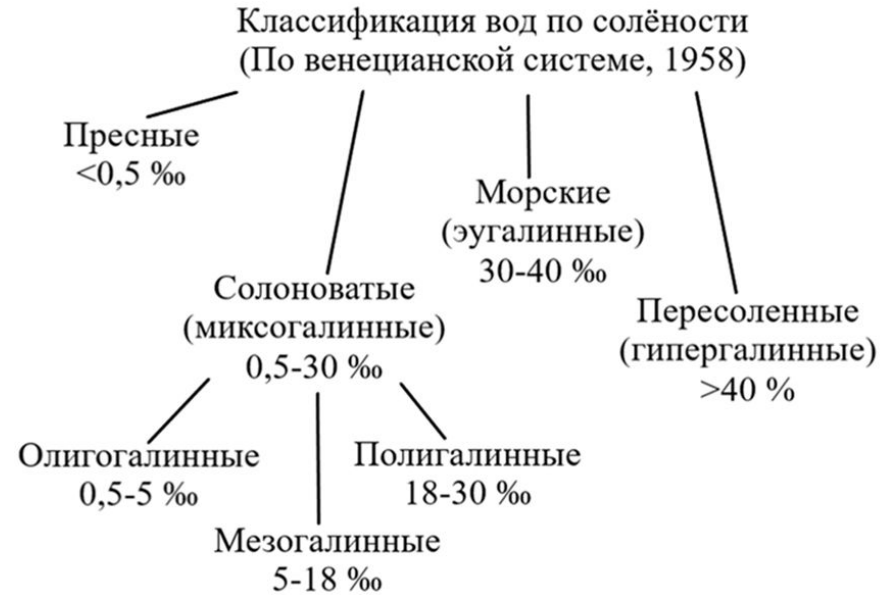 Классификация вод по солёности
(По венецианской системе, 1958)
Пресные
<0,5 ‰
Морские
(эугалинные)
30-40 ‰
Солоноватые
(миксогалинные)
0,5-30 ‰
Пересоленные
(гипергалинные)
>40 %
Олигогалинные
0,5-5 ‰
Полигалинные
18-30 ‰
Мезогалинные
5-18 ‰